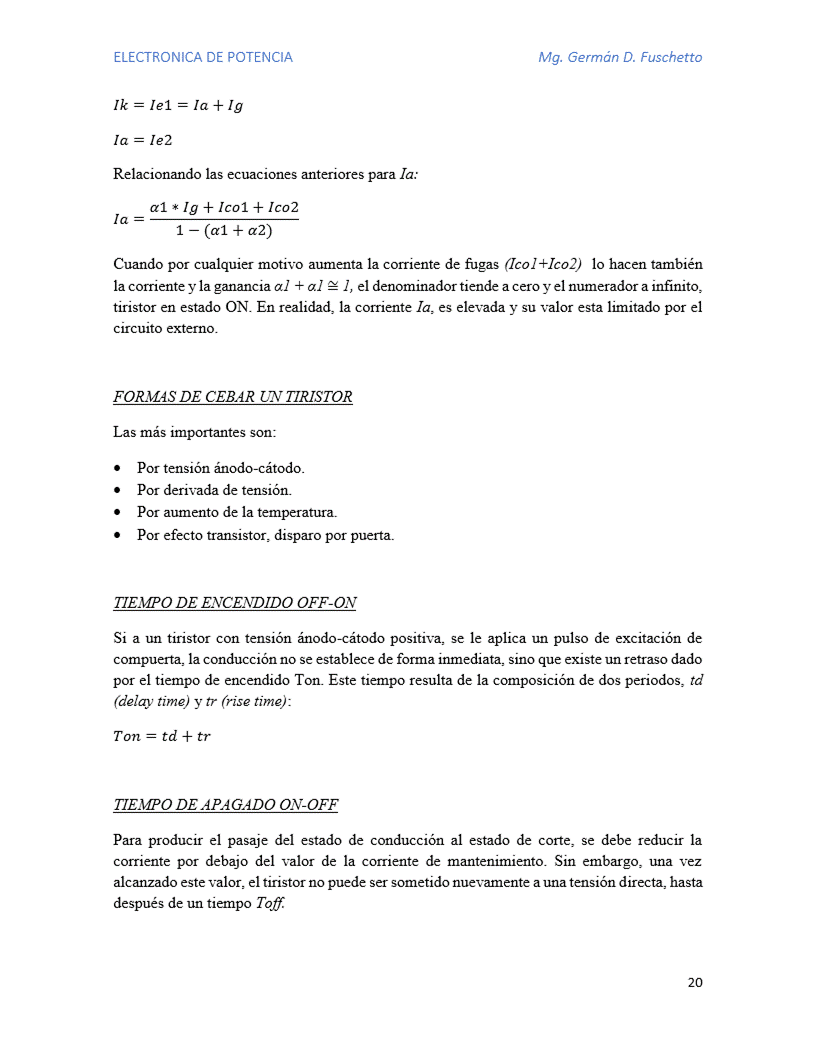 ELECTRONICA DE POTENCIA Mg. Germán D. Fuschetto
Ik = Ie1 = Ia + Ig
Ia = Ie2
Relacionando las ecuaciones anteriores para Ia:
Ia = (α1 * Ig + Ico1 + Ico2) / (1 − (α1 + α2))
Cuando por cualquier motivo aumenta la corriente de fugas (Ico1+Ico2) lo hacen también
la corriente y la ganancia α1 + α1 ≅ 1, el denominador tiende a cero y el numerador a infinito,
tiristor en estado ON. En realidad, la corriente Ia, es elevada y su valor esta limitado por el
circuito externo.
FORMAS DE CEBAR UN TIRISTOR
Las más importantes son:
• Por tensión ánodo-cátodo.
• Por derivada de tensión.
• Por aumento de la temperatura.
• Por efecto transistor, disparo por puerta.
TIEMPO DE ENCENDIDO OFF-ON
Si a un tiristor con tensión ánodo-cátodo positiva, se le aplica un pulso de excitación de
compuerta, la conducción no se establece de forma inmediata, sino que existe un retraso dado
por el tiempo de encendido Ton. Este tiempo resulta de la composición de dos periodos, td
(delay time) y tr (rise time):
Ton = td + tr
TIEMPO DE APAGADO ON-OFF
Para producir el pasaje del estado de conducción al estado de corte, se debe reducir la
corriente por debajo del valor de la corriente de mantenimiento. Sin embargo, una vez
alcanzado este valor, el tiristor no puede ser sometido nuevamente a una tensión directa, hasta
después de un tiempo Toff.
20